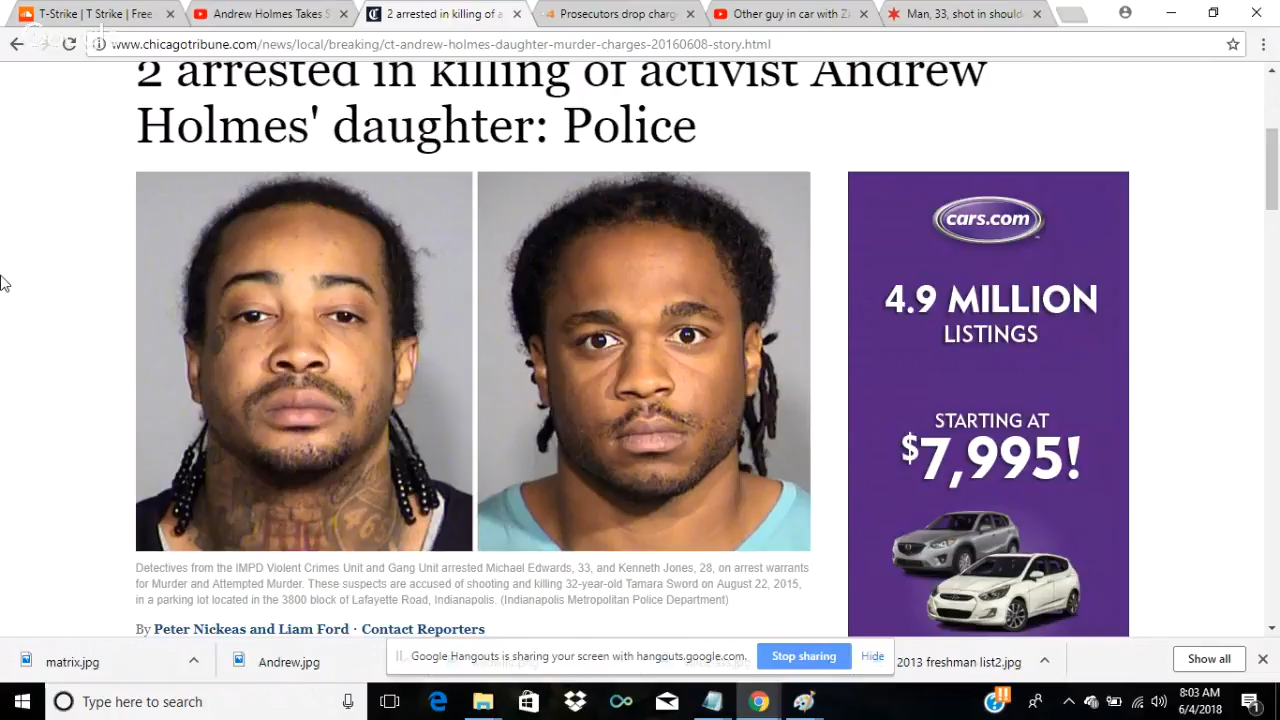 T-Strike | T Strike | Free
Andrew Holmes Takes S
2 arrested in killing of a
Prosecutors drop charg
Other guy in car with Z
Man, 33, shot in should
www.chicagotribune.com/news/local/breaking/ct-andrew-holmes-daughter-murder-charges-20160608-story.html
2 arrested in killing of activist Andrew
Holmes' daughter: Police
cars.com
4.9 MILLION
LISTINGS
STARTING AT
$7,995!
Detectives from the IMPD Violent Crimes Unit and Gang Unit arrested Michael Edwards, 33, and Kenneth Jones, 28, on arrest warrants
for Murder and Attempted Murder. These suspects are accused of shooting and killing 32-year-old Tamara Sword on August 22, 2015,
in a parking lot located in the 3800 block of Lafayette Road, Indianapolis. (Indianapolis Metropolitan Police Department)
By Peter Nickeas and Liam Ford · Contact Reporters
matrix.jpg
Andrew.jpg
Google Hangouts is sharing your screen with hangouts.google.com.
Stop sharing
Hide
2013 freshman list2.jpg
Show all
Type here to search
8:03 AM
6/4/2018